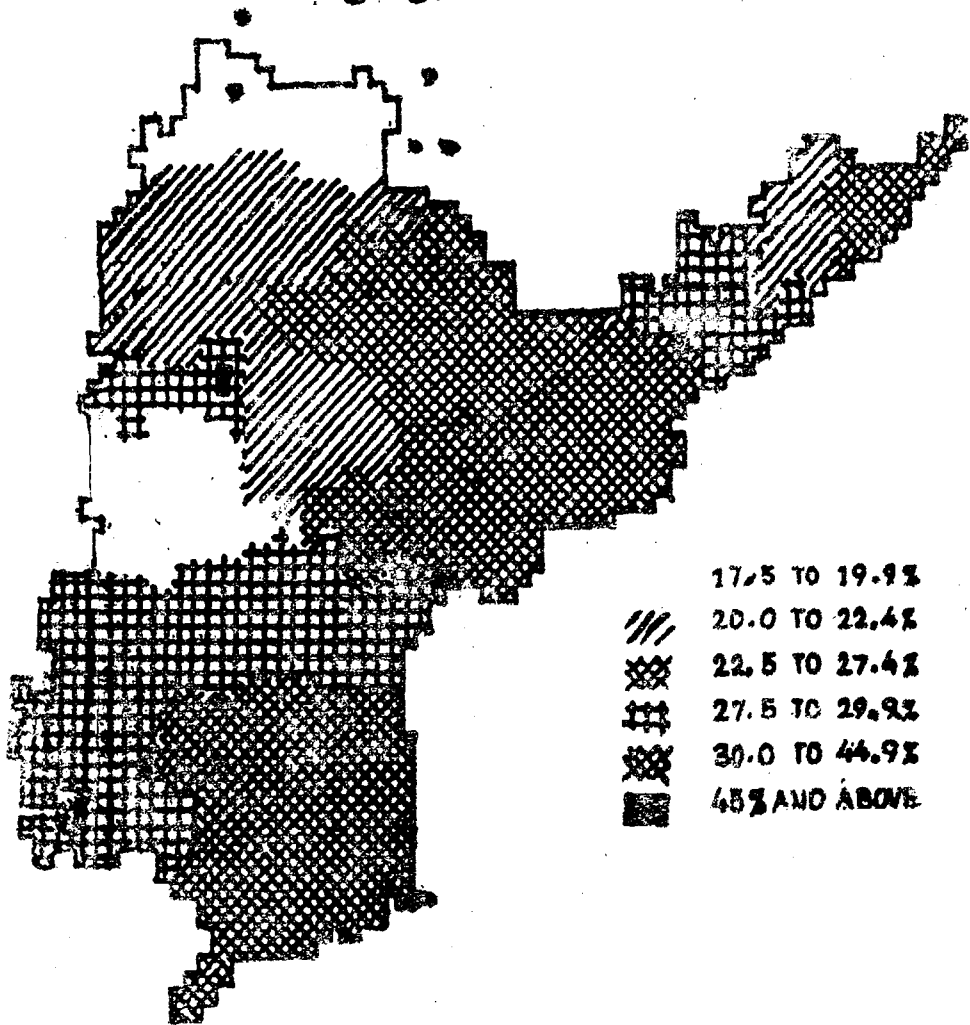 17.5 TO 19.9%
20.0 TO 22.4%
22.5 TO 27.4%
27.5 TO 29.9%
30.0 TO 44.9%
45% AND ABOVE